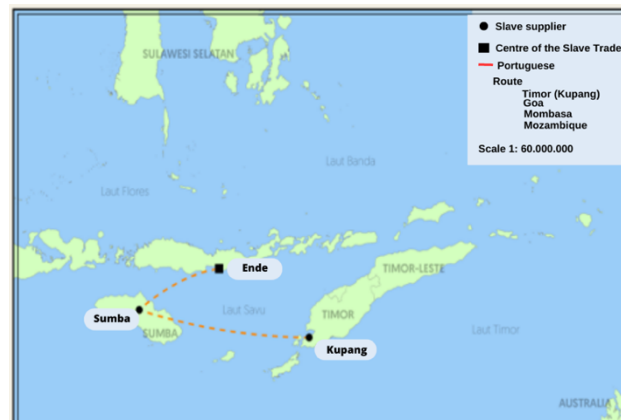 Slave supplier
Centre of the Slave Trade
Portuguese
Route
Timor (Kupang)
Goa
Mombasa
Mozambique
Scale 1: 60.000.000
SULAWESI SELATAN
Laut Banda
Laut Flores
Ende
TIMOR-LESTE
Laut Savu
Sumba
SUMBA
TIMOR
Laut Timor
Kupang
AUSTRALIA